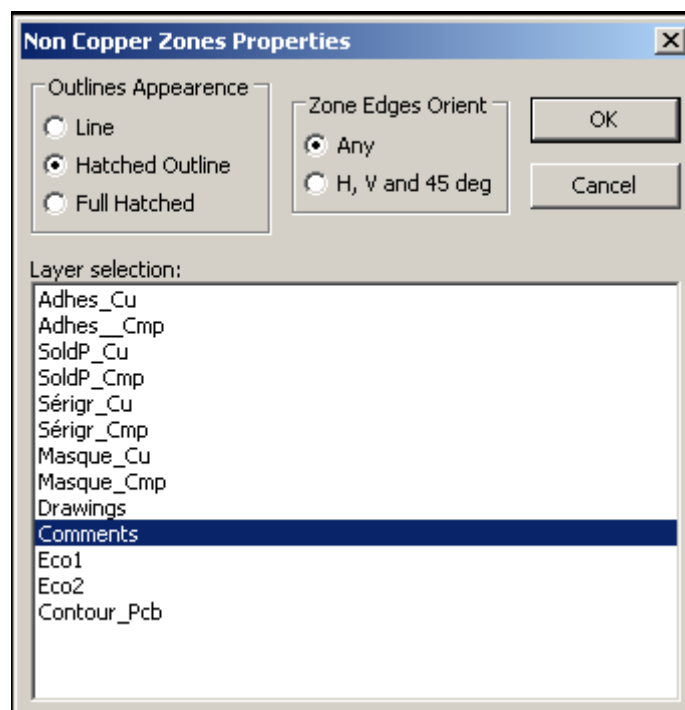 Non Copper Zones Properties
Outlines Appearence
Line
Hatched Outline
Full Hatched
Zone Edges Orient
Any
H, V and 45 deg
OK
Cancel
Layer selection:
Adhes_Cu
Adhes__Cmp
SoldP_Cu
SoldP_Cmp
Sérigr_Cu
Sérigr_Cmp
Masque_Cu
Masque_Cmp
Drawings
Comments
Eco1
Eco2
Contour_Pcb